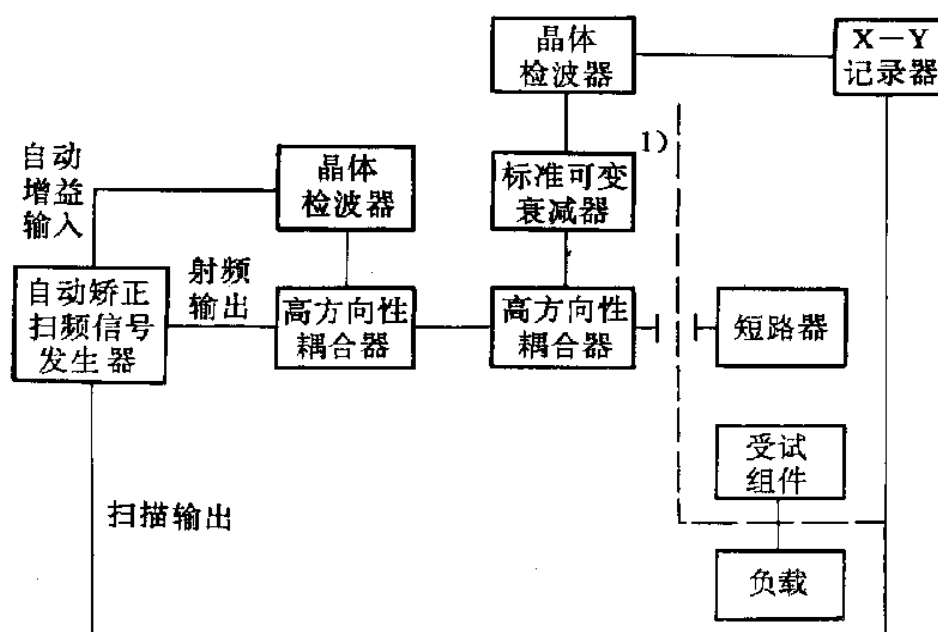 晶体
检波器
X－Y
记录器
1)
自动
增益
输入
晶体
检波器
标准可变
衰减器
自动矫正
扫频信号
发生器
射频
输出
高方向性
耦合器
高方向性
耦合器
短路器
受试
组件
扫描输出
负载